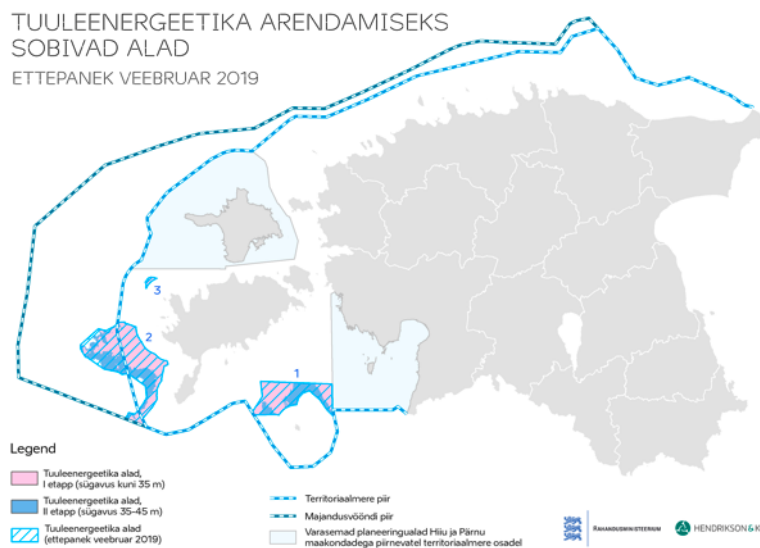 TUULEENERGEETIKA ARENDAMISEKS
SOBIVAD ALAD
ETTEPANEK VEEBRUAR 2019
3
2
1
Legend
Tuuleenergeetika alad,
I etapp (sügavus kuni 35 m)
Tuuleenergeetika alad,
II etapp (sügavus 35-45 m)
Tuuleenergeetika alad
(ettepanek veebruar 2019)
Territoriaalmere piir
Majandusvööndi piir
Varasemad planeeringualad Hiiu ja Pärnu
maakondadega piirnevatel territoriaalmere osadel
RAHANDUSMINISTEERIUM
HENDRIKSON & K